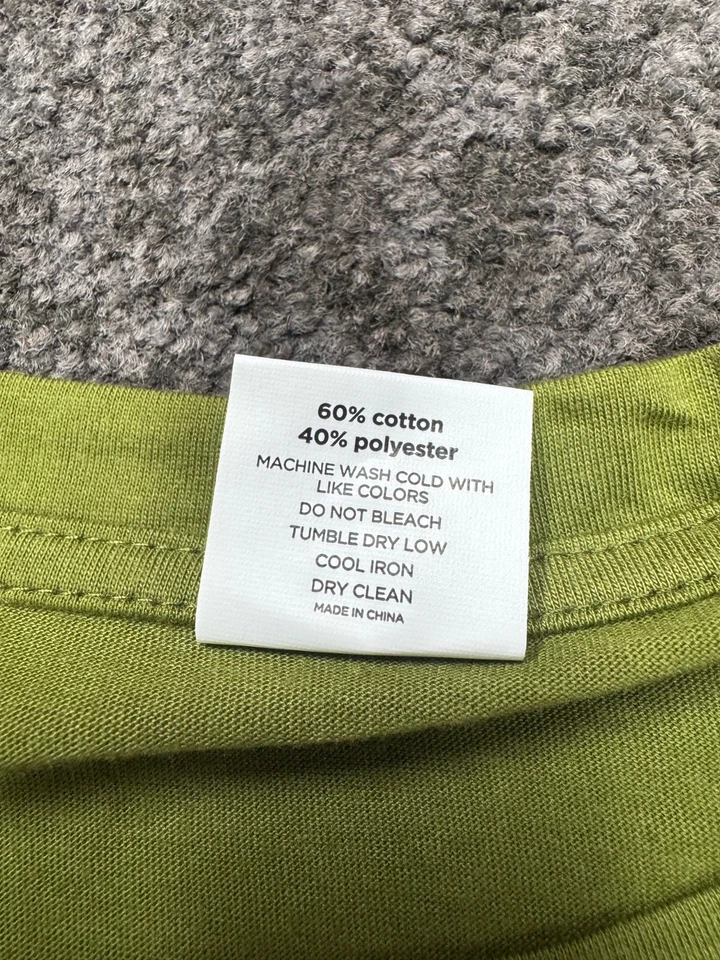 60% cotton
40% polyester
MACHINE WASH COLD WITH
LIKE COLORS
DO NOT BLEACH
TUMBLE DRY LOW
COOL IRON
DRY CLEAN
MADE IN CHINA